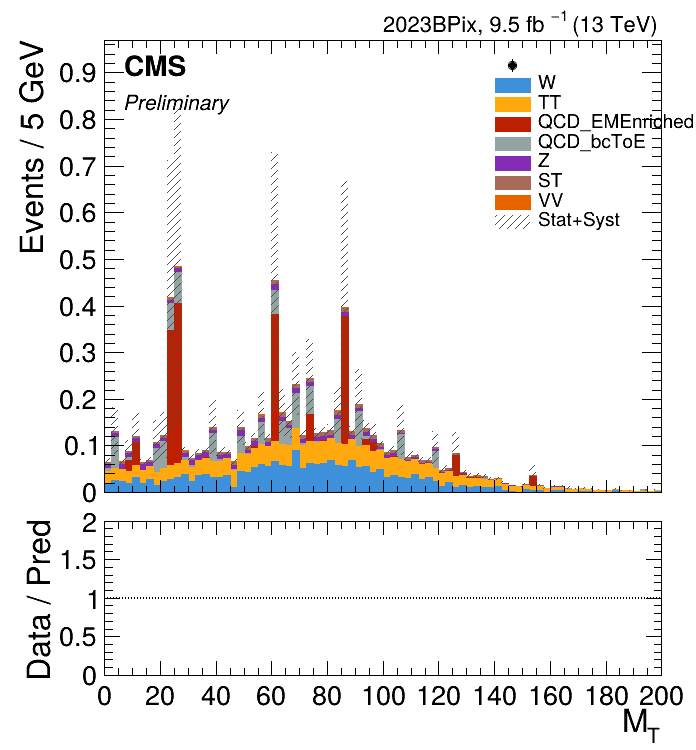 2023BPix, 9.5 fb⁻¹ (13 TeV)
CMS
Preliminary
W
TT
QCD_EMEnriched
QCD_bcToE
Z
ST
VV
Stat+Syst
Events / 5 GeV
0.9
0.8
0.7
0.6
0.5
0.4
0.3
0.2
0.1
0
Data / Pred
2
1.5
1
0.5
0
0 20 40 60 80 100 120 140 160 180 200
M_T